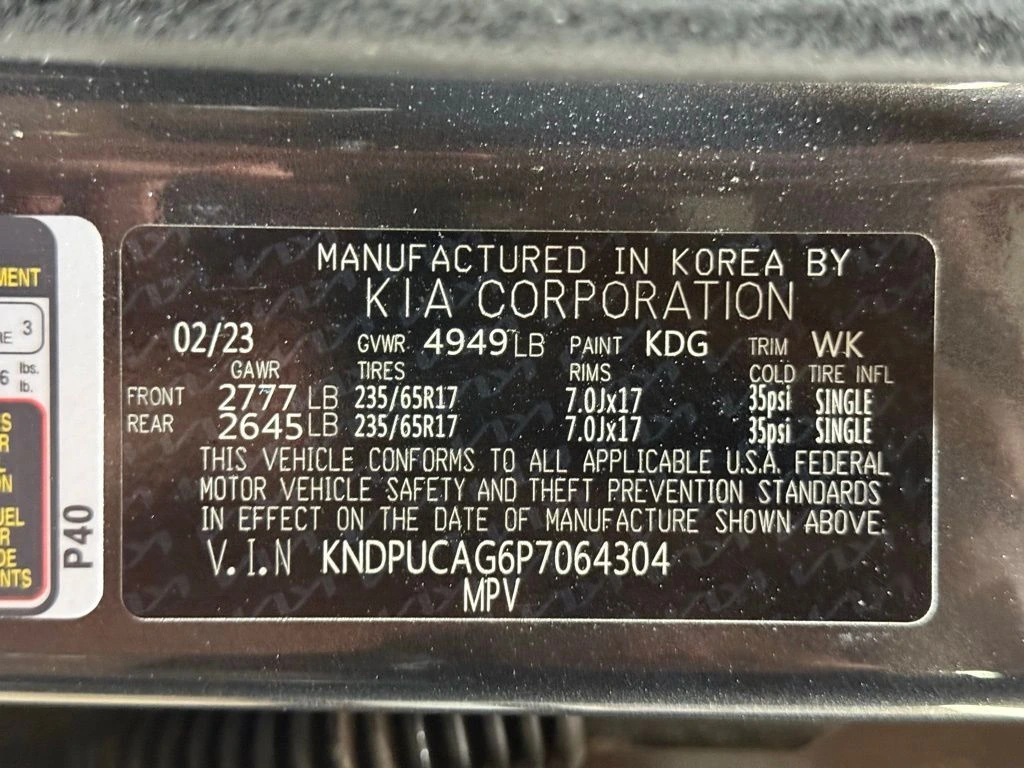 MANUFACTURED IN KOREA BY
KIA CORPORATION
02/23 GVWR 4949 LB PAINT KDG TRIM WK
GAWR TIRES RIMS COLD TIRE INFL
FRONT 2777 LB 235/65R17 7.0Jx17 35psi SINGLE
REAR 2645 LB 235/65R17 7.0Jx17 35psi SINGLE
THIS VEHICLE CONFORMS TO ALL APPLICABLE U.S.A. FEDERAL
MOTOR VEHICLE SAFETY AND THEFT PREVENTION STANDARDS
IN EFFECT ON THE DATE OF MANUFACTURE SHOWN ABOVE.
V.I.N KNDPUCAG6P7064304
MPV
3
lbs.
lb.
P40